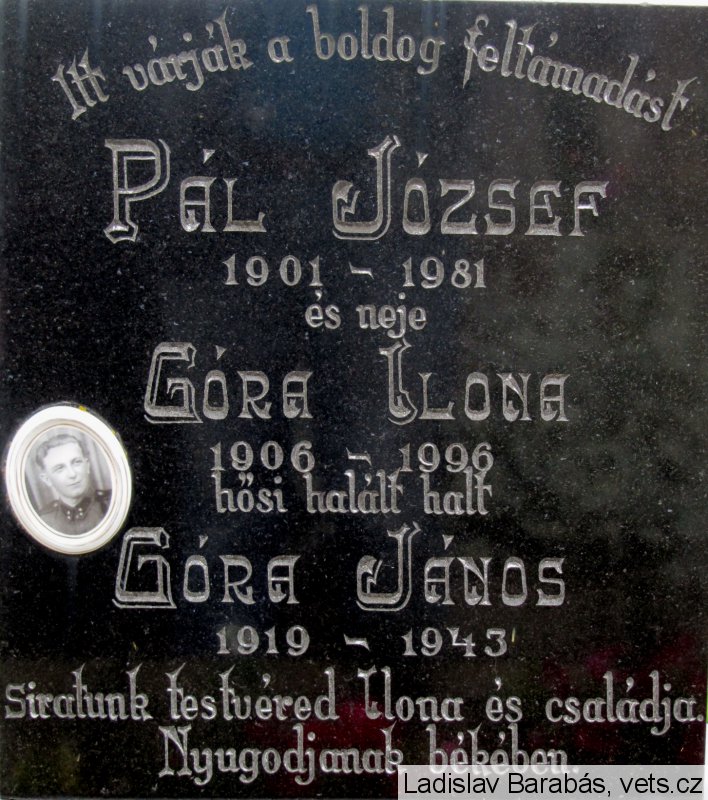 Itt várják a boldog feltámadást
PÁL JÓZSEF
1901 - 1981
és neje
GÓRA ILONA
1906 - 1996
hősi halált halt
GÓRA JÁNOS
1919 - 1943
Siratunk testvéred Ilona és családja.
Nyugodjanak békében.
Ladislav Barabás, vets.cz